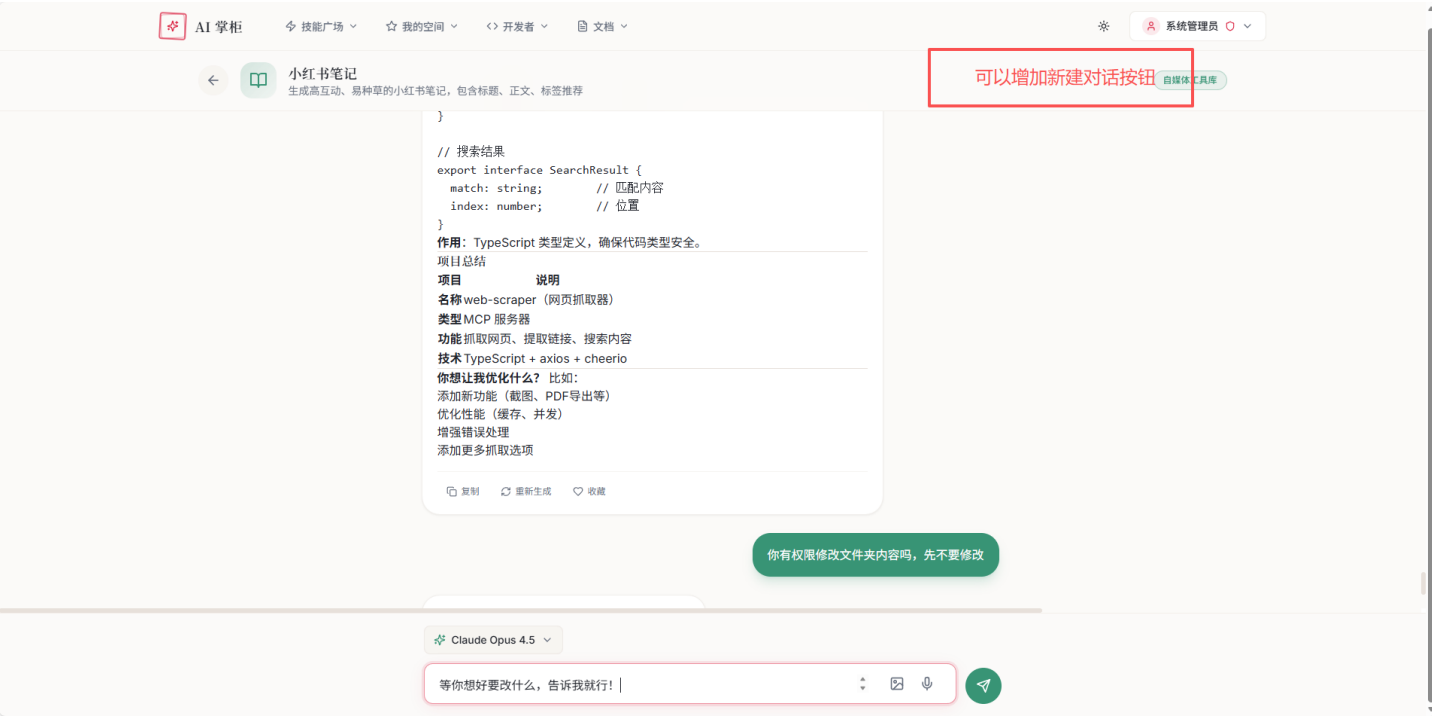 AI 掌柜 技能广场 我的空间 开发者 文档 系统管理员
小红书笔记
生成高互动、易种草的小红书笔记，包含标题、正文、标签推荐
可以增加新建对话按钮
自媒体工具库
}
// 搜索结果
export interface SearchResult {
match: string; // 匹配内容
index: number; // 位置
}
作用：TypeScript 类型定义，确保代码类型安全。
项目总结
项目 说明
名称 web-scraper（网页抓取器）
类型 MCP 服务器
功能 抓取网页、提取链接、搜索内容
技术 TypeScript + axios + cheerio
你想让我优化什么？ 比如：
添加新功能（截图、PDF导出等）
优化性能（缓存、并发）
增强错误处理
添加更多抓取选项
复制 重新生成 收藏
你有权限修改文件夹内容吗，先不要修改
Claude Opus 4.5
等你想好要改什么，告诉我就行！